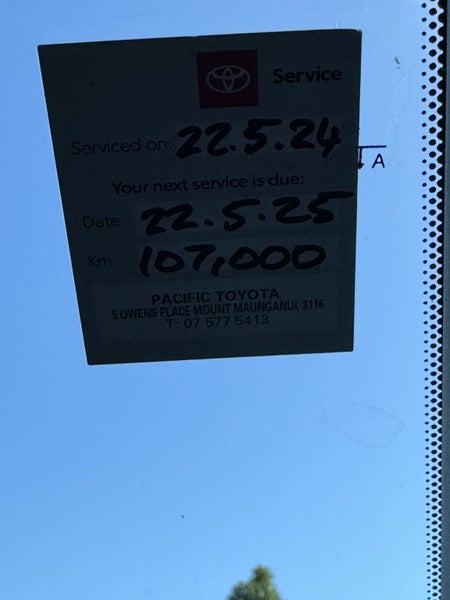 Service
Serviced on: 22.5.24
A
Your next service is due:
Date: 22.5.25
Km: 107,000
PACIFIC TOYOTA
5 OWENS PLACE MOUNT MAUNGANUI, 3116
T: 07 577 5413